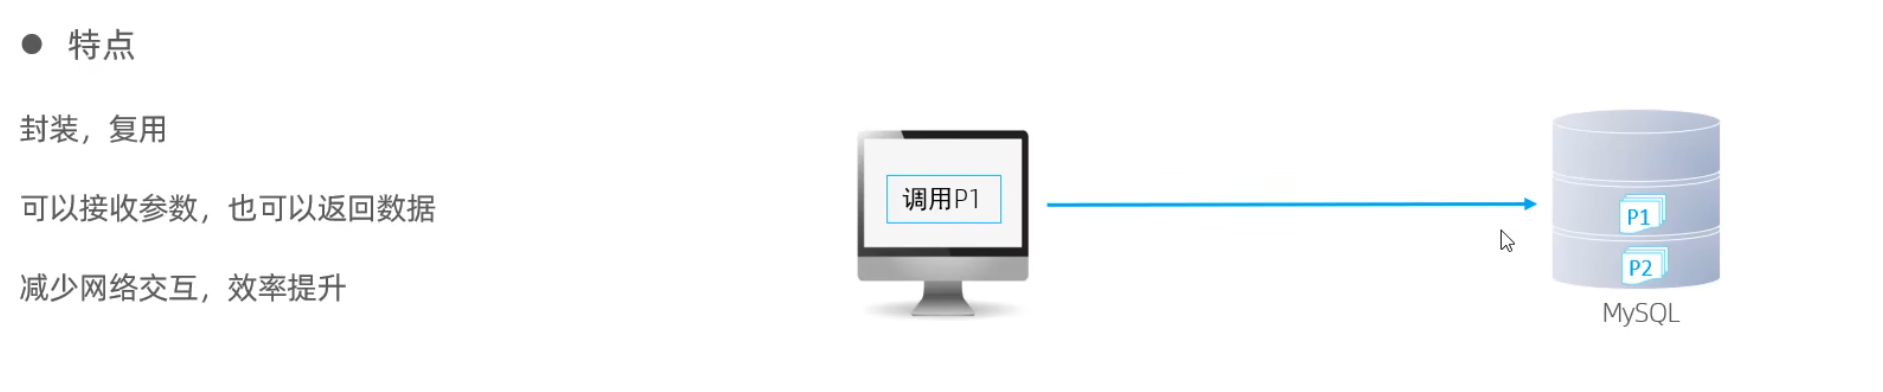 ● 特点
封装，复用
可以接收参数，也可以返回数据
减少网络交互，效率提升
调用P1
P1
P2
MySQL